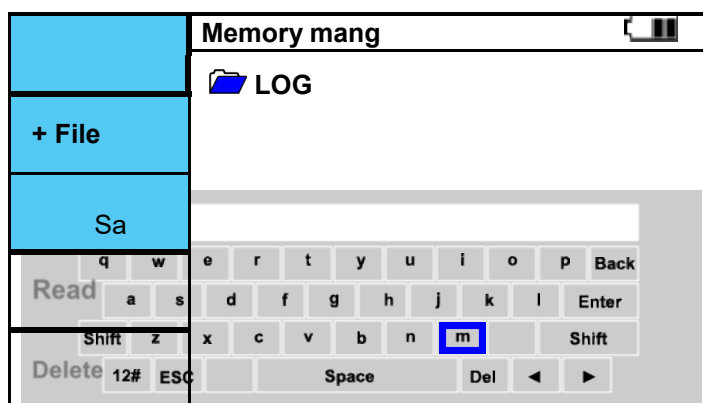 Memory mang
LOG
+ File
Sa
q w e r t y u i o p Back
Read
a s d f g h j k l Enter
Shift z x c v b n m Shift
Delete
12# ESC Space Del ◄ ►